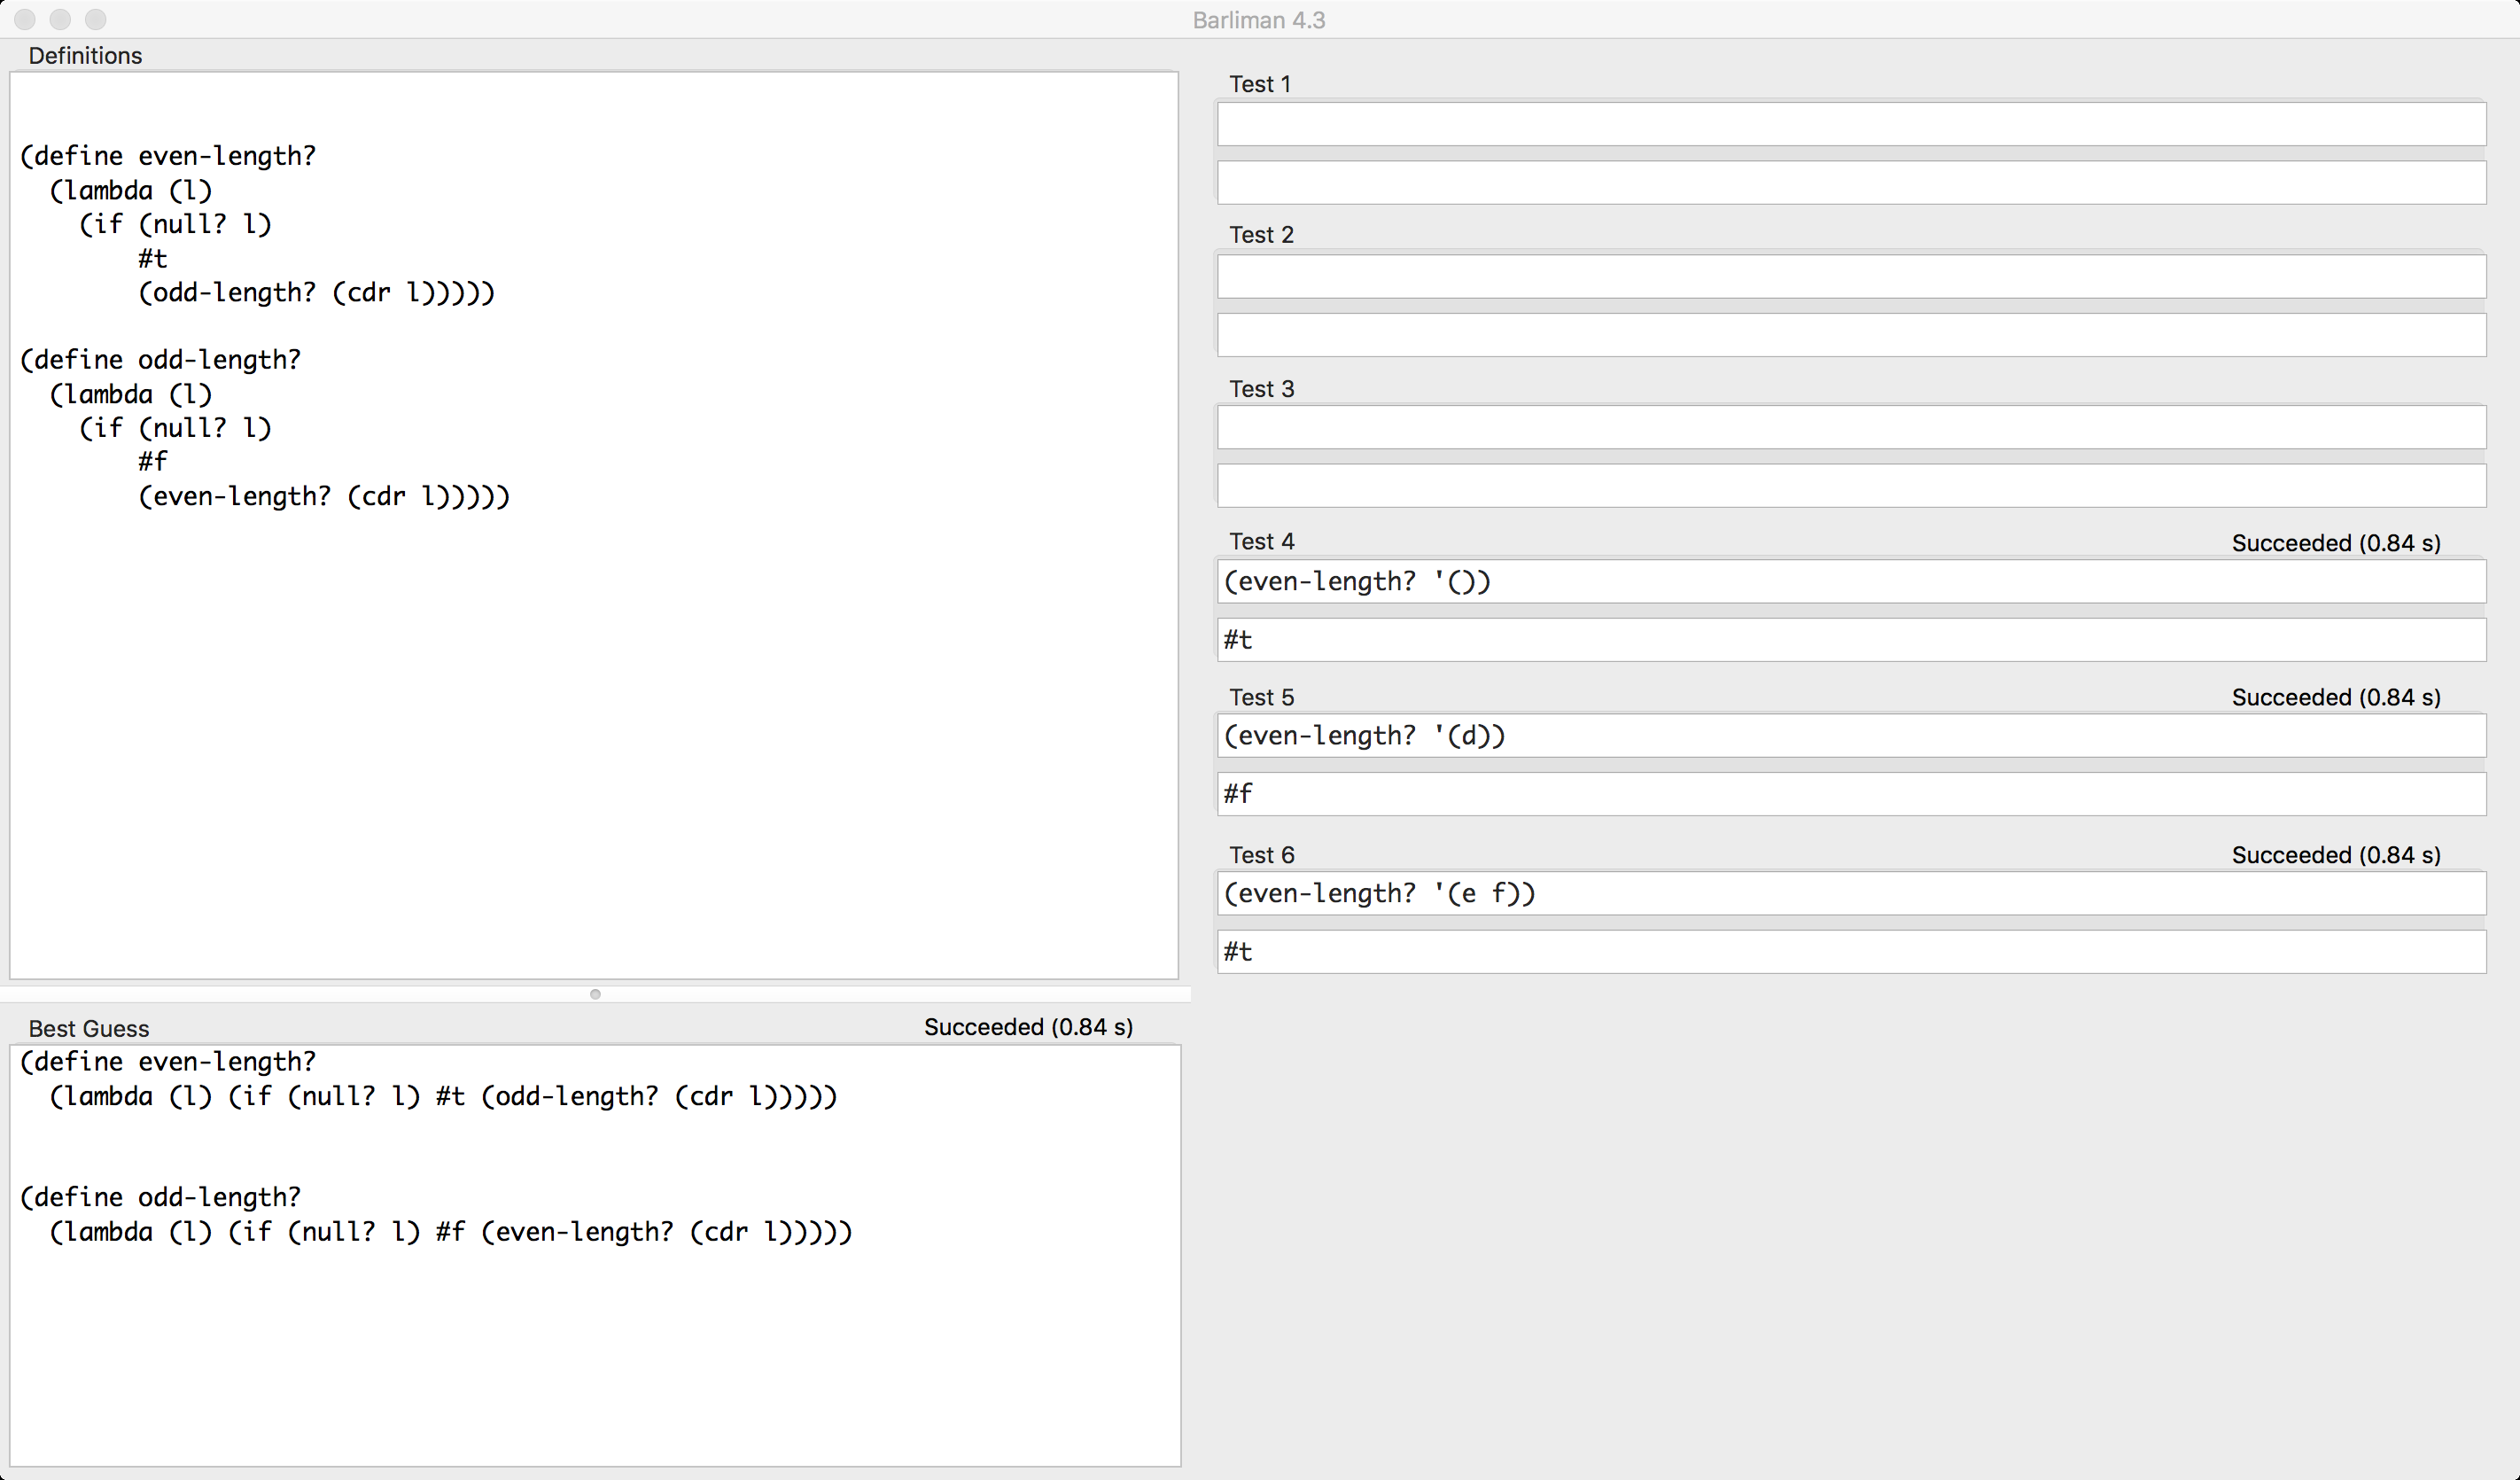 Barliman 4.3
Definitions
(define even-length?
  (lambda (l)
    (if (null? l)
        #t
        (odd-length? (cdr l)))))
(define odd-length?
  (lambda (l)
    (if (null? l)
        #f
        (even-length? (cdr l)))))
Best Guess Succeeded (0.84 s)
(define even-length?
  (lambda (l) (if (null? l) #t (odd-length? (cdr l)))))
(define odd-length?
  (lambda (l) (if (null? l) #f (even-length? (cdr l)))))
Test 1
Test 2
Test 3
Test 4 Succeeded (0.84 s)
(even-length? '())
#t
Test 5 Succeeded (0.84 s)
(even-length? '(d))
#f
Test 6 Succeeded (0.84 s)
(even-length? '(e f))
#t